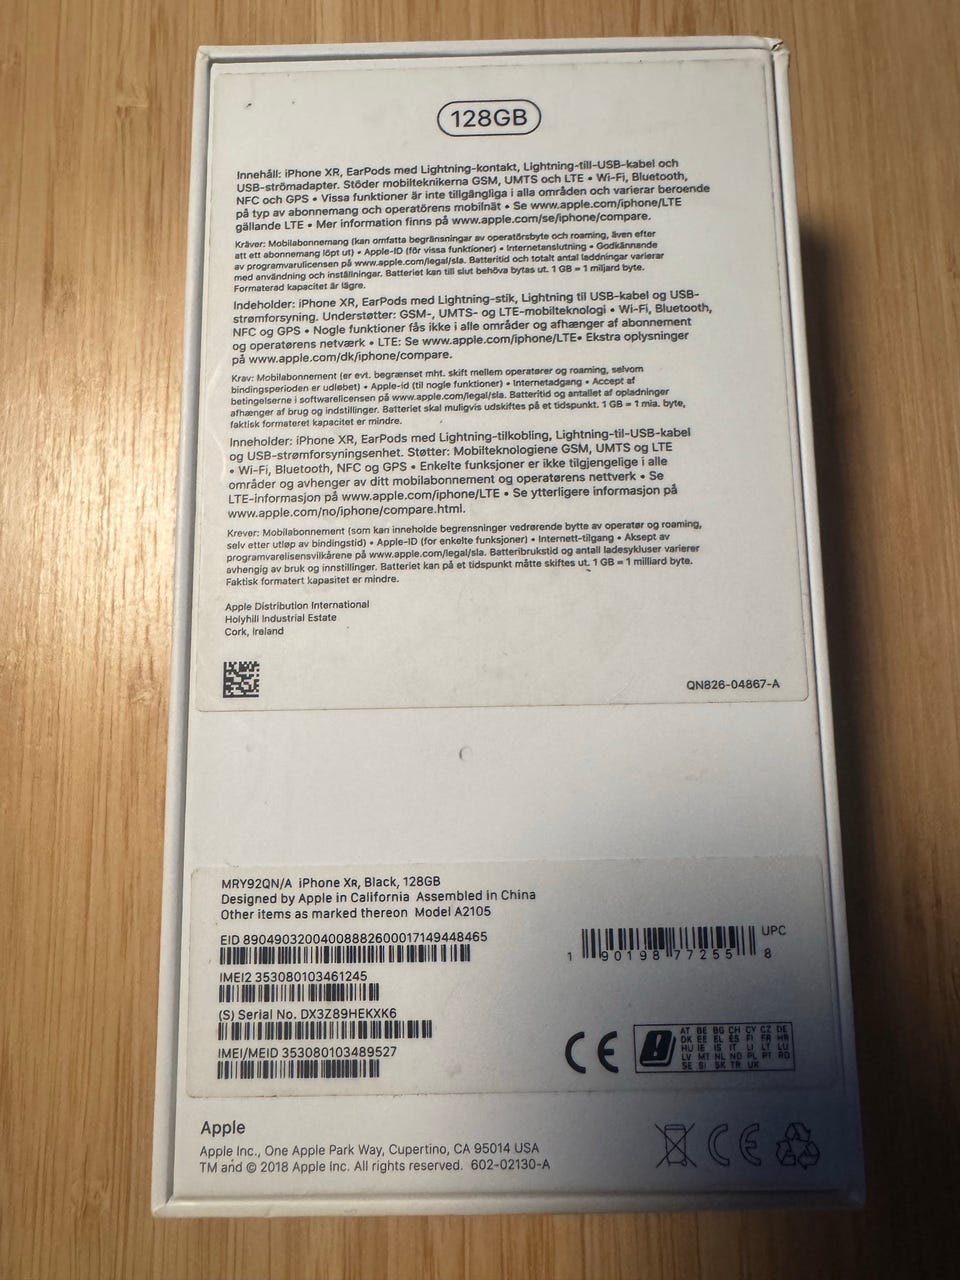 128GB
Innehåll: iPhone XR, EarPods med Lightning-kontakt, Lightning-till-USB-kabel och
USB-strömadapter. Stöder mobilteknikerna GSM, UMTS och LTE • Wi-Fi, Bluetooth,
NFC och GPS • Vissa funktioner är inte tillgängliga i alla områden och varierar beroende
på typ av abonnemang och operatörens mobilnät • Se www.apple.com/iphone/LTE
gällande LTE • Mer information finns på www.apple.com/se/iphone/compare.
Kräver: Mobilabonnemang (kan omfatta begränsningar av operatörsbyte och roaming, även efter
att ett abonnemang löpt ut) • Apple-ID (för vissa funktioner) • Internetanslutning • Godkännande
av programvarulicensen på www.apple.com/legal/sla. Batteritid och totalt antal laddningar varierar
med användning och inställningar. Batteriet kan till slut behöva bytas ut. 1 GB = 1 miljard byte.
Formaterad kapacitet är lägre.
Indeholder: iPhone XR, EarPods med Lightning-stik, Lightning til USB-kabel og USB-
strømforsyning. Understøtter: GSM-, UMTS- og LTE-mobilteknologi • Wi-Fi, Bluetooth,
NFC og GPS • Nogle funktioner fås ikke i alle områder og afhænger af abonnement
og operatørens netværk • LTE: Se www.apple.com/iphone/LTE• Ekstra oplysninger
på www.apple.com/dk/iphone/compare.
Krav: Mobilabonnement (er evt. begrænset mht. skift mellem operatører og roaming, selvom
bindingsperioden er udløbet) • Apple-id (til nogle funktioner) • Internetadgang • Accept af
betingelserne i softwarelicensen på www.apple.com/legal/sla. Batteritid og antallet af opladninger
afhænger af brug og indstillinger. Batteriet skal muligvis udskiftes på et tidspunkt. 1 GB = 1 mia. byte,
faktisk formateret kapacitet er mindre.
Inneholder: iPhone XR, EarPods med Lightning-tilkobling, Lightning-til-USB-kabel
og USB-strømforsyningsenhet. Støtter: Mobilteknologiene GSM, UMTS og LTE
• Wi-Fi, Bluetooth, NFC og GPS • Enkelte funksjoner er ikke tilgjengelige i alle
områder og avhenger av ditt mobilabonnement og operatørens nettverk • Se
LTE-informasjon på www.apple.com/iphone/LTE • Se ytterligere informasjon på
www.apple.com/no/iphone/compare.html.
Krever: Mobilabonnement (som kan inneholde begrensninger vedrørende bytte av operatør og roaming,
selv etter utløp av bindingstid) • Apple-ID (for enkelte funksjoner) • Internett-tilgang • Aksept av
programvarelisensvilkårene på www.apple.com/legal/sla. Batteribrukstid og antall ladesykluser varierer
avhengig av bruk og innstillinger. Batteriet kan på et tidspunkt måtte skiftes ut. 1 GB = 1 milliard byte.
Faktisk formatert kapasitet er mindre.
Apple Distribution International
Holyhill Industrial Estate
Cork, Ireland
QN826-04867-A
MRY92QN/A iPhone XR, Black, 128GB
Designed by Apple in California Assembled in China
Other items as marked thereon Model A2105
EID 89049032004008882600017149448465
IMEI2 353080103461245
(S) Serial No. DX3Z89HEKXK6
IMEI/MEID 353080103489527
UPC
1 90198 77255 8
CE
AT BE BG CH CY CZ DE
DK EE EL ES FI FR HR
HU IE IS IT LI LT LU
LV MT NL NO PL PT RO
SE SI SK TR UK
Apple
Apple Inc., One Apple Park Way, Cupertino, CA 95014 USA
TM and © 2018 Apple Inc. All rights reserved. 602-02130-A
CE